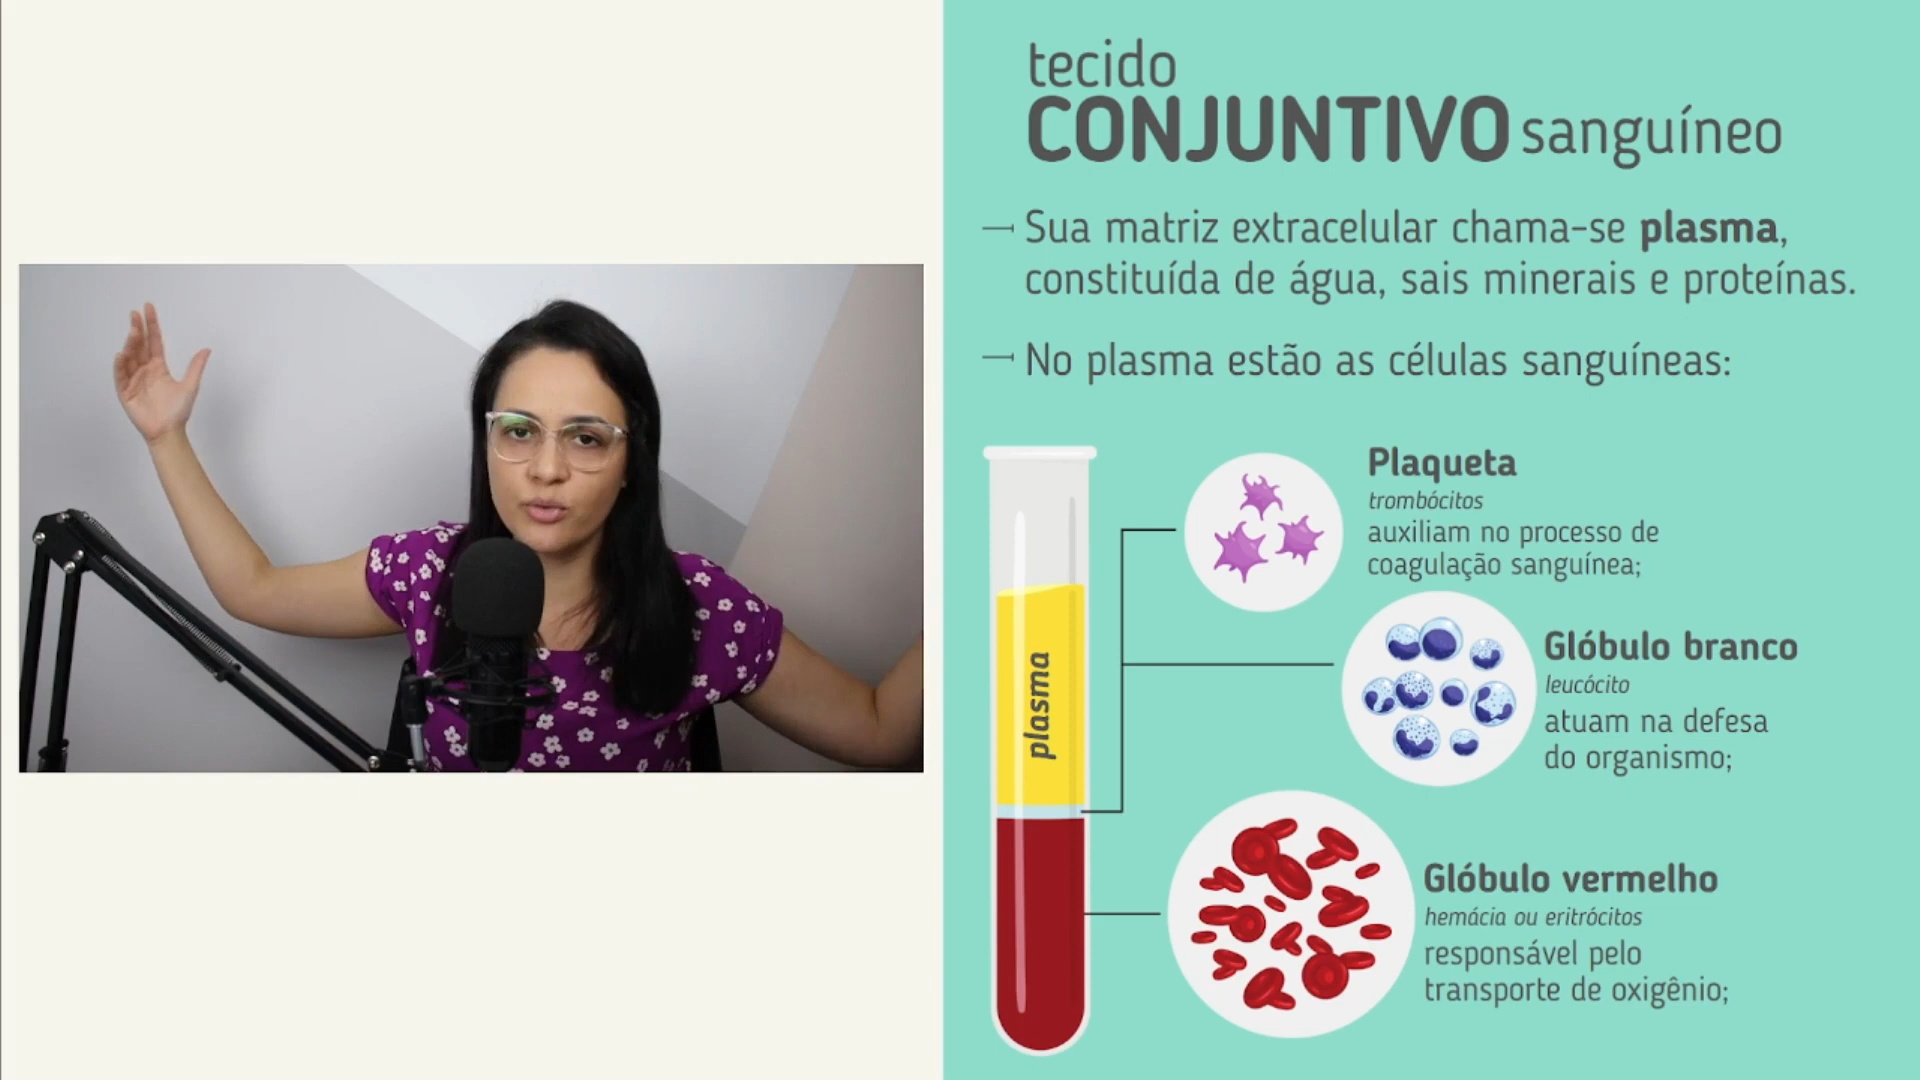 tecido
CONJUNTIVO sanguíneo
Sua matriz extracelular chama-se plasma,
constituída de água, sais minerais e proteínas.
No plasma estão as células sanguíneas:
plasma
Plaqueta
trombócitos
auxiliam no processo de
coagulação sanguínea;
Glóbulo branco
leucócito
atuam na defesa
do organismo;
Glóbulo vermelho
hemácia ou eritrócitos
responsável pelo
transporte de oxigênio;